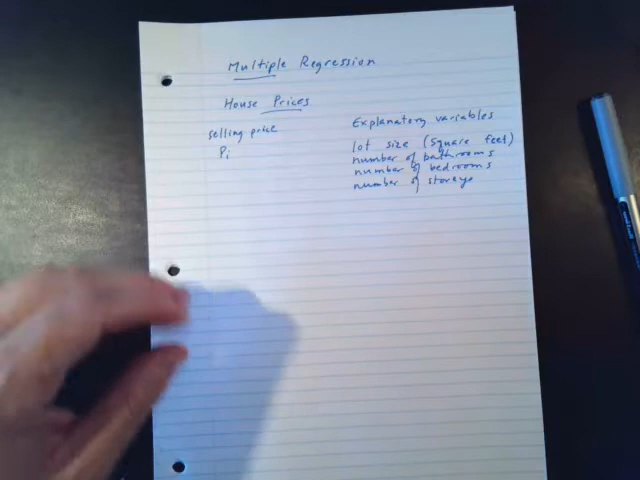 Multiple Regression
House Prices
selling price
Pi
Explanatory variables
lot size (square feet)
number of bathrooms
number of bedrooms
number of storeys